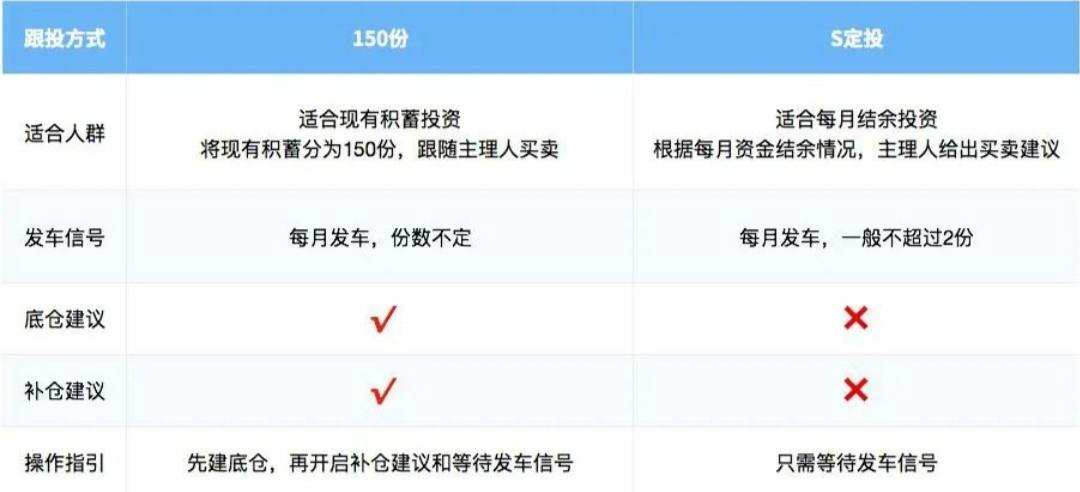 跟投方式 150份 S定投
适合人群
适合现有积蓄投资
将现有积蓄分为150份，跟随主理人买卖
适合每月结余投资
根据每月资金结余情况，主理人给出买卖建议
发车信号 每月发车，份数不定 每月发车，一般不超过2份
底仓建议 ✓ ✕
补仓建议 ✓ ✕
操作指引 先建底仓，再开启补仓建议和等待发车信号 只需等待发车信号